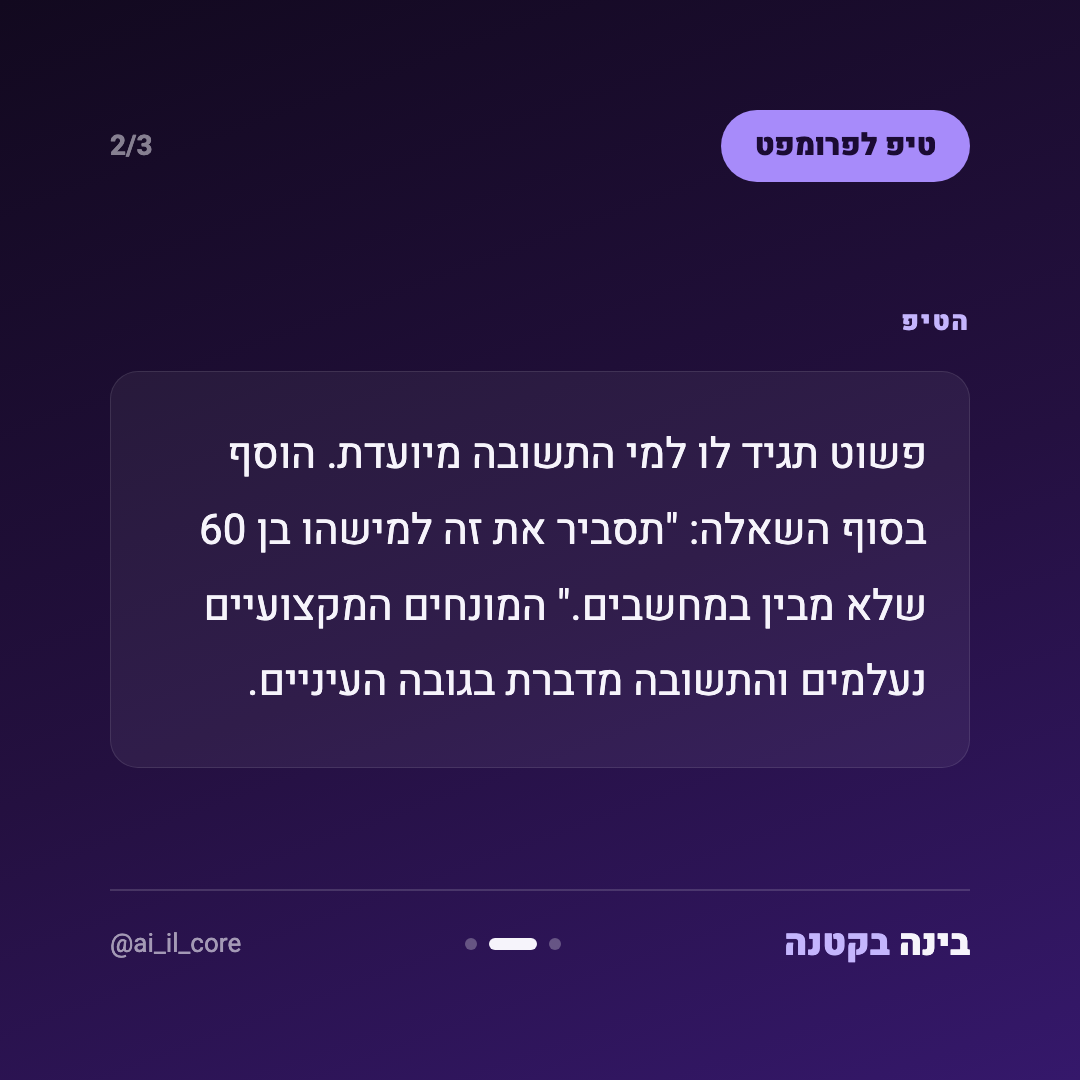 טיפ לפרומפט
2/3
הטיפ
פשוט תגיד לו למי התשובה מיועדת. הוסף
בסוף השאלה: "תסביר את זה למישהו בן 60
שלא מבין במחשבים." המונחים המקצועיים
נעלמים והתשובה מדברת בגובה העיניים.
בינה בקטנה
@ai_il_core